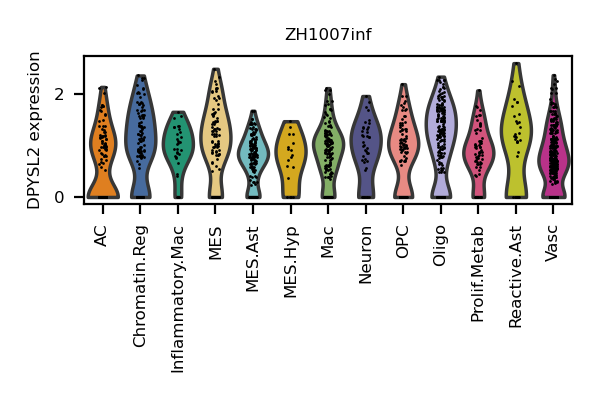 ZH1007inf
DPYSL2 expression
2
0
AC
Chromatin.Reg
Inflammatory.Mac
MES
MES.Ast
MES.Hyp
Mac
Neuron
OPC
Oligo
Prolif.Metab
Reactive.Ast
Vasc